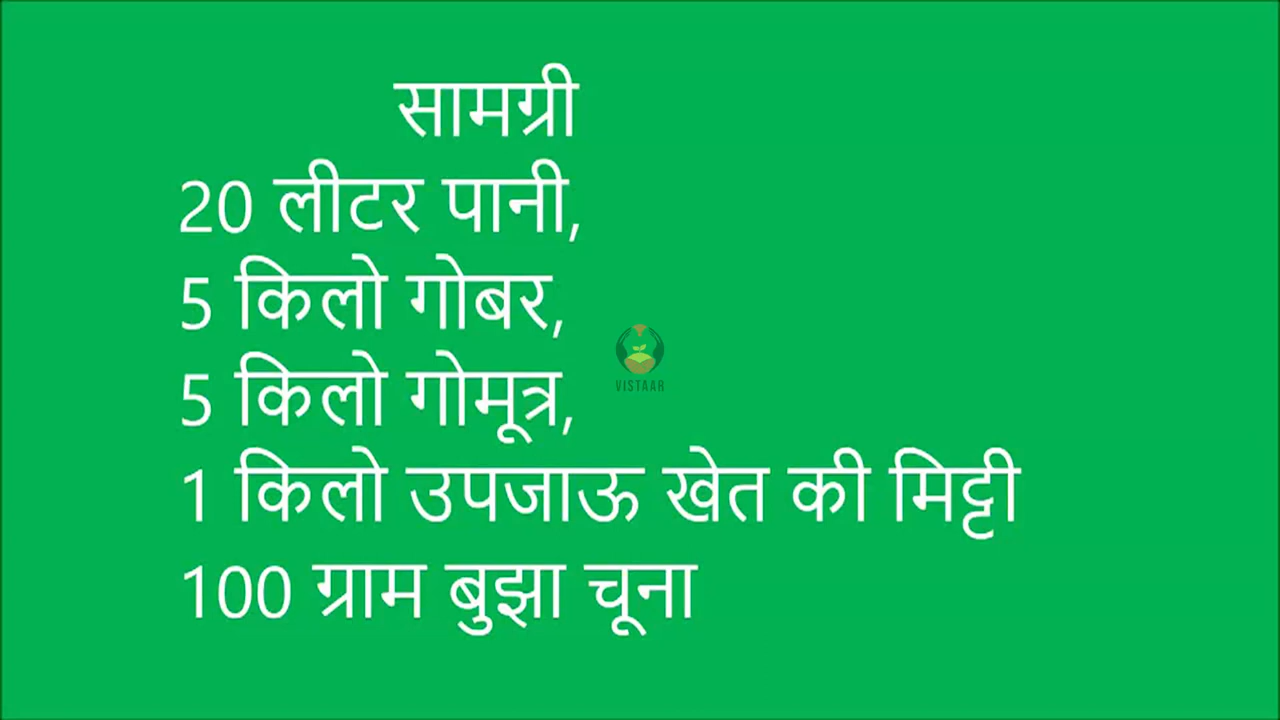 सामग्री
20 लीटर पानी,
5 किलो गोबर,
5 किलो गोमूत्र,
VISTAAR
1 किलो उपजाऊ खेत की मिट्टी
100 ग्राम बुझा चूना